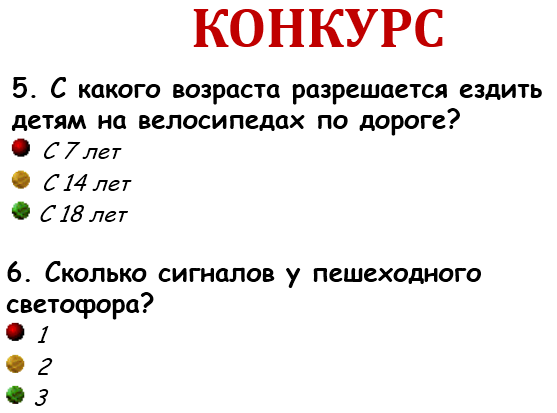 КОНКУРС
5. С какого возраста разрешается ездить
детям на велосипедах по дороге?
С 7 лет
С 14 лет
С 18 лет
6. Сколько сигналов у пешеходного
светофора?
1
2
3